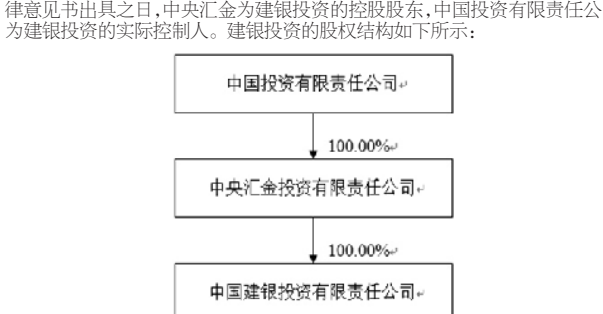 律意见书出具之日，中央汇金为建银投资的控股股东，中国投资有限责任公
为建银投资的实际控制人。建银投资的股权结构如下所示：
中国投资有限责任公司
100.00%
中央汇金投资有限责任公司
100.00%
中国建银投资有限责任公司